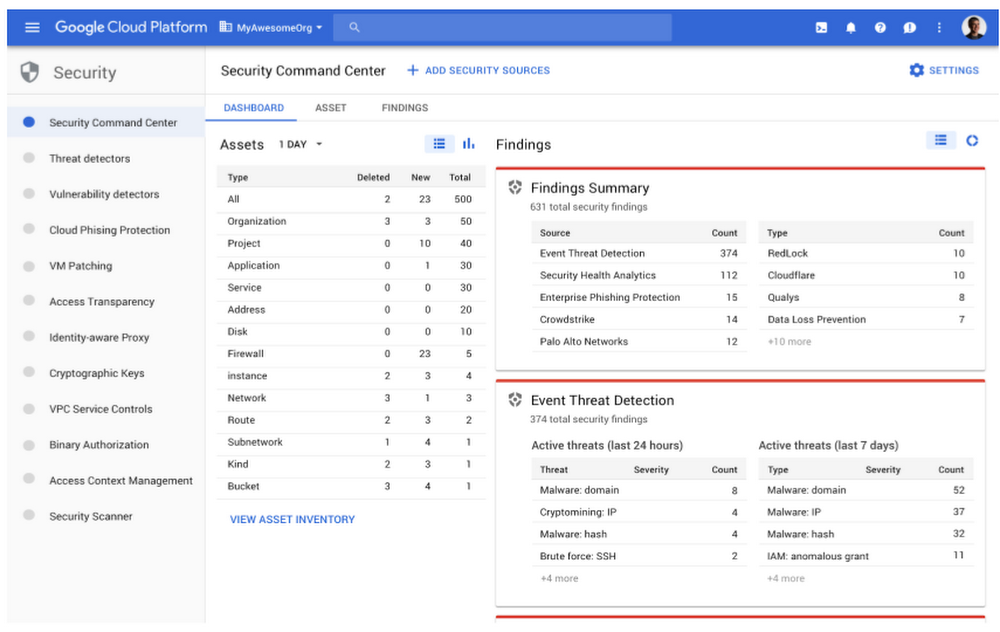 Google Cloud Platform MyAwesomeOrg
Security
Security Command Center
Threat detectors
Vulnerability detectors
Cloud Phising Protection
VM Patching
Access Transparency
Identity-aware Proxy
Cryptographic Keys
VPC Service Controls
Binary Authorization
Access Context Management
Security Scanner
Security Command Center + ADD SECURITY SOURCES SETTINGS
DASHBOARD ASSET FINDINGS
Assets 1 DAY
Type Deleted New Total
All 2 23 500
Organization 3 3 50
Project 0 10 40
Application 0 1 30
Service 0 0 30
Address 0 0 20
Disk 0 0 10
Firewall 0 23 5
instance 2 3 4
Network 3 1 3
Route 2 3 2
Subnetwork 1 4 1
Kind 2 3 1
Bucket 3 4 1
VIEW ASSET INVENTORY
Findings
Findings Summary
631 total security findings
Source Count
Event Threat Detection 374
Security Health Analytics 112
Enterprise Phishing Protection 15
Crowdstrike 14
Palo Alto Networks 12
Type Count
RedLock 10
Cloudflare 10
Qualys 8
Data Loss Prevention 7
+10 more
Event Threat Detection
374 total security findings
Active threats (last 24 hours)
Threat Severity Count
Malware: domain 8
Cryptomining: IP 4
Malware: hash 4
Brute force: SSH 2
+4 more
Active threats (last 7 days)
Type Severity Count
Malware: domain 52
Malware: IP 37
Malware: hash 32
IAM: anomalous grant 11
+4 more